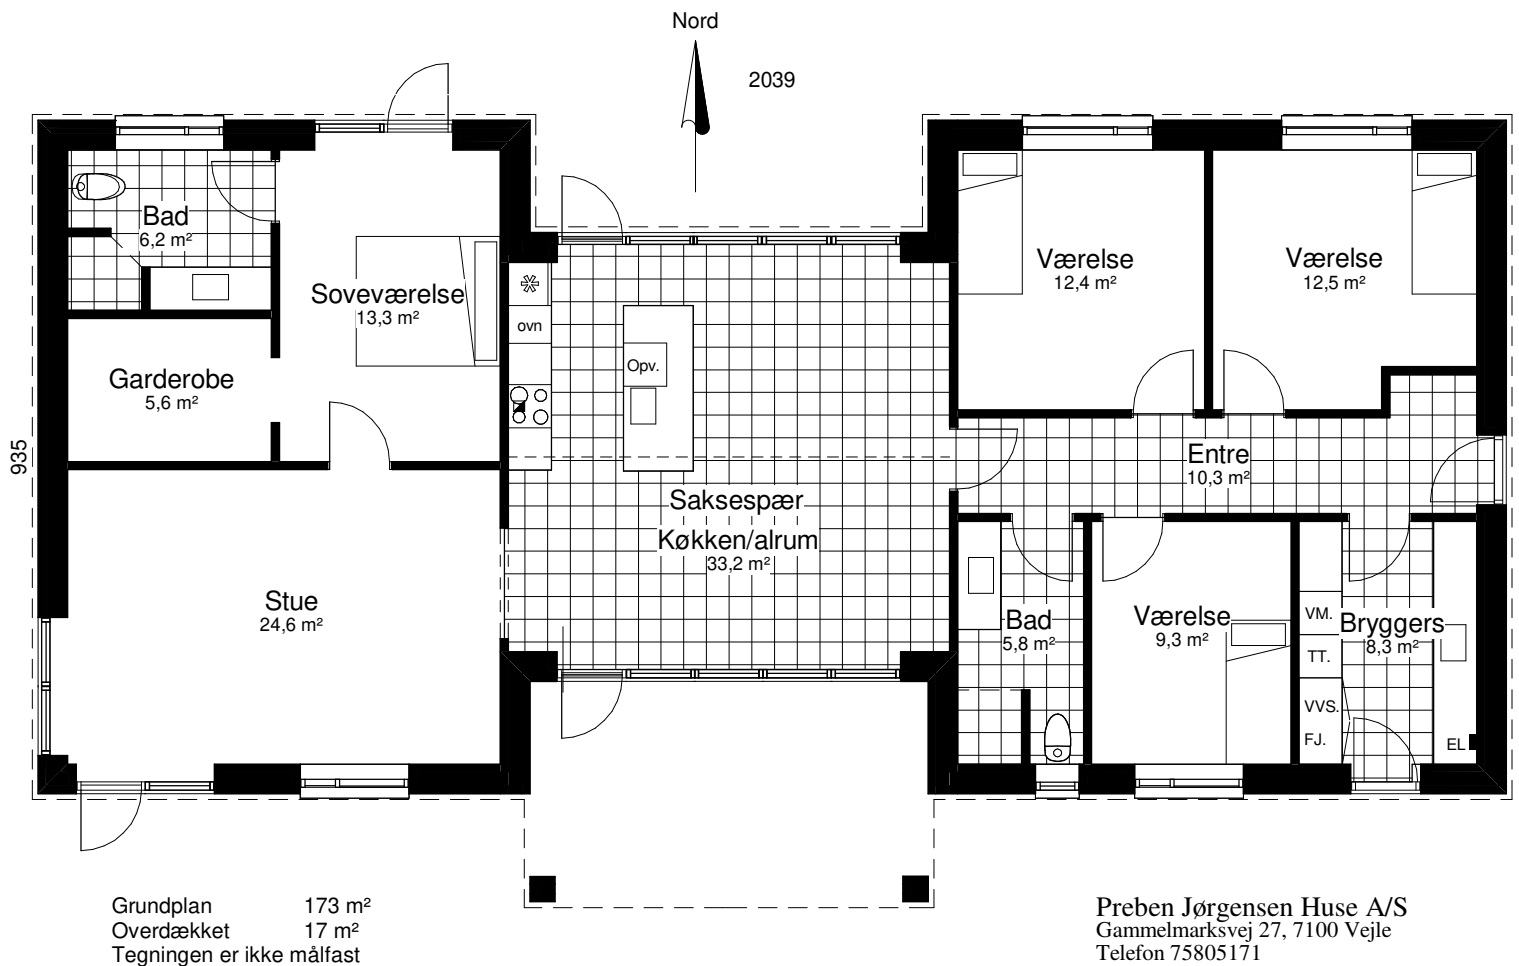 Nord
2039
Bad
6,2 m²
Soveværelse
13,3 m²
Garderobe
5,6 m²
935
ovn
Opv.
Værelse
12,4 m²
Værelse
12,5 m²
Entre
10,3 m²
Saksespær
Køkken/alrum
33,2 m²
Stue
24,6 m²
Bad
5,8 m²
Værelse
9,3 m²
VM.
TT.
VVS.
FJ.
Bryggers
8,3 m²
EL
Grundplan 173 m²
Overdækket 17 m²
Tegningen er ikke målfast
Preben Jørgensen Huse A/S
Gammelmarksvej 27, 7100 Vejle
Telefon 75805171